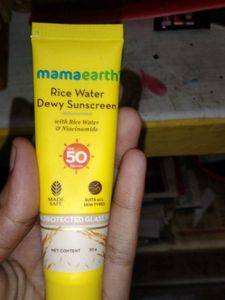 mamaearth
Rice Water
Dewy Sunscreen
with Rice Water
& Niacinamide
SPF
50
MADE
SAFE
SUITS ALL
SKIN TYPES
PROTECTED GLASS
NET CONTENT